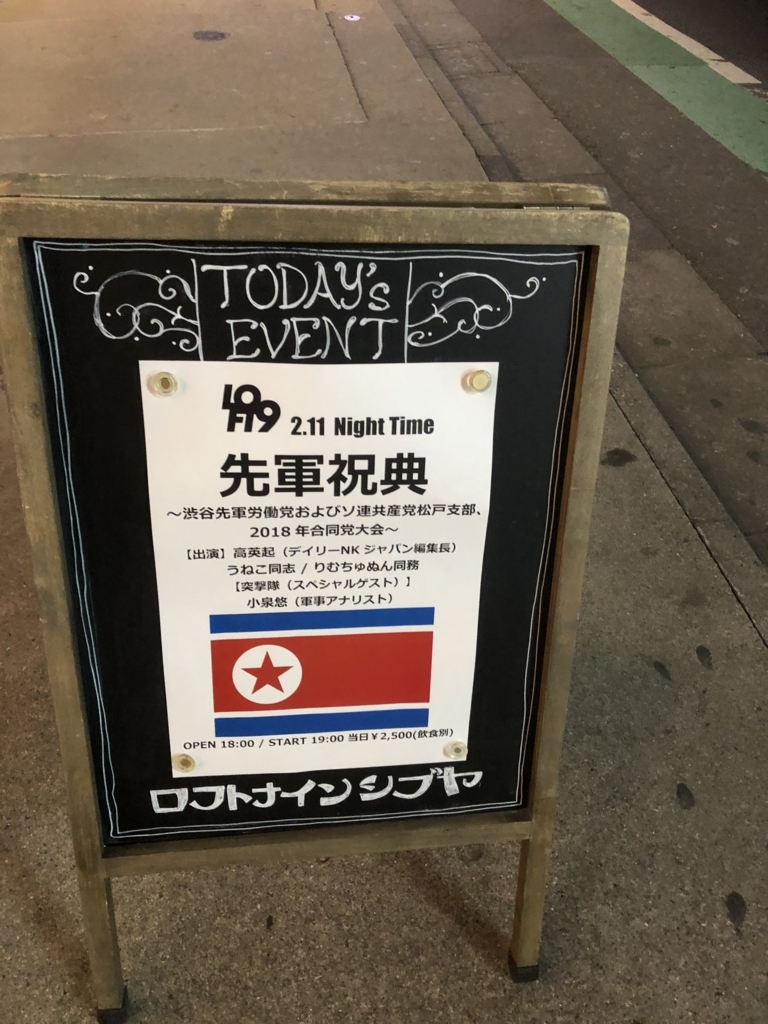 TODAY's
EVENT
LOFT9
2.11 Night Time
先軍祝典
～渋谷先軍労働党およびソ連共産党松戸支部、
2018年合同党大会～
【出演】高英起（デイリーNKジャパン編集長）
うねこ同志 / りむちゅぬん同務
【突撃隊（スペシャルゲスト）】
小泉悠（軍事アナリスト）
OPEN 18:00 / START 19:00 当日￥2,500(飲食別)
ロフトナインシブヤ